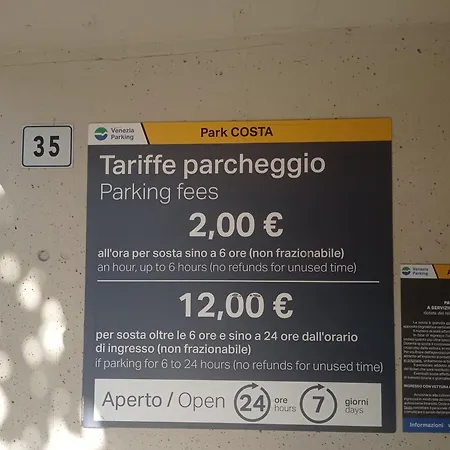 35
Venezia
Parking
Park COSTA
Tariffe parcheggio
Parking fees
2,00 €
all'ora per sosta sino a 6 ore (non frazionabile)
an hour, up to 6 hours (no refunds for unused time)
12,00 €
per sosta oltre le 6 ore e sino a 24 ore dall'orario
di ingresso (non frazionabile)
if parking for 6 to 24 hours (no refunds for unused time)
Aperto / Open 24 ore
hours 7 giorni
days
Venezia
Parking
A SERVIZI
Informazioni